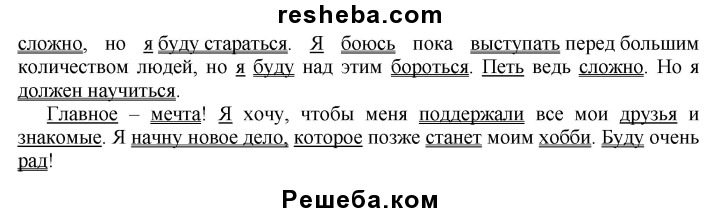 resheba.com
сложно, но я буду стараться. Я боюсь пока выступать перед большим
количеством людей, но я буду над этим бороться. Петь ведь сложно. Но я
должен научиться.
Главное – мечта! Я хочу, чтобы меня поддержали все мои друзья и
знакомые. Я начну новое дело, которое позже станет моим хобби. Буду очень
рад!
Решеба.ком